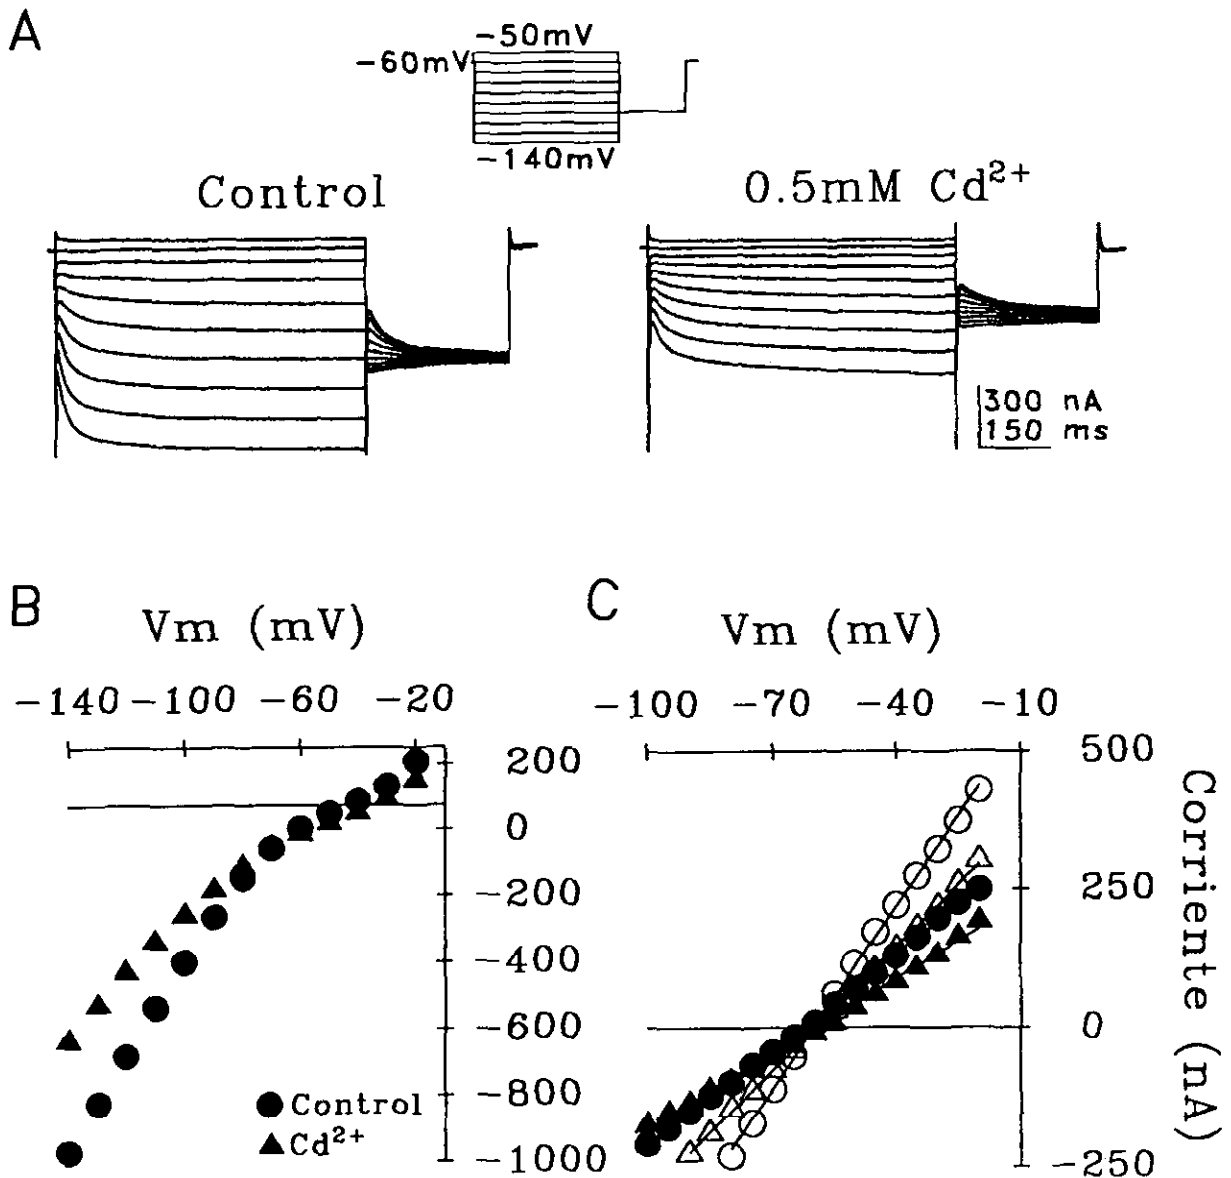 A
-50mV
-60mV
-140mV
Control
0.5mM Cd²⁺
300 nA
150 ms
B
Vm (mV)
-140 -100 -60 -20
200
0
-200
-400
-600
-800
-1000
Control
Cd²⁺
C
Vm (mV)
-100 -70 -40 -10
500
250
0
-250
Corriente (nA)